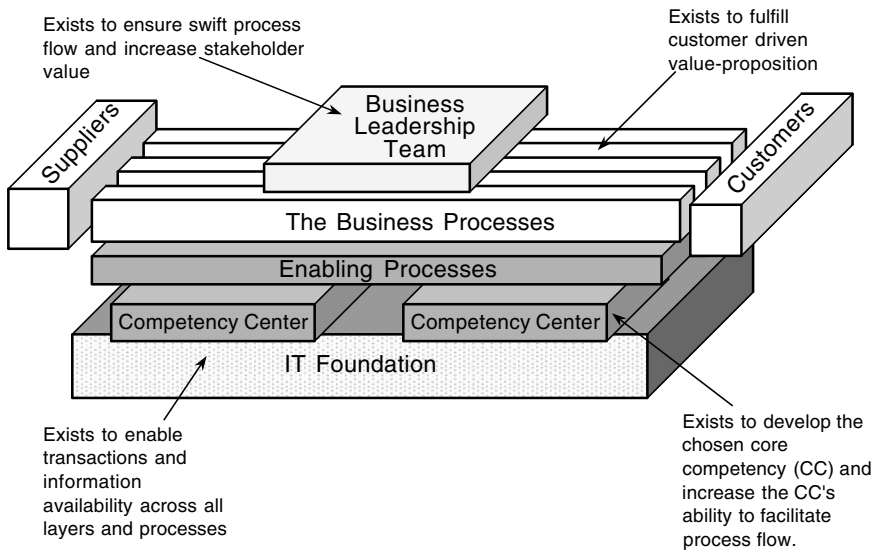 Exists to ensure swift process
flow and increase stakeholder
value
Exists to fulfill
customer driven
value-proposition
Suppliers
Business
Leadership
Team
Customers
The Business Processes
Enabling Processes
Competency Center
Competency Center
IT Foundation
Exists to enable
transactions and
information
availability across all
layers and processes
Exists to develop the
chosen core
competency (CC) and
increase the CC's
ability to facilitate
process flow.